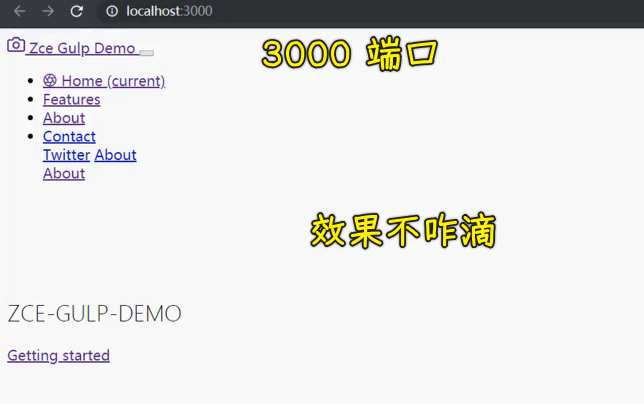 localhost:3000
Zce Gulp Demo
3000 端口
Home (current)
Features
About
Contact
Twitter About
About
效果不咋滴
ZCE-GULP-DEMO
Getting started